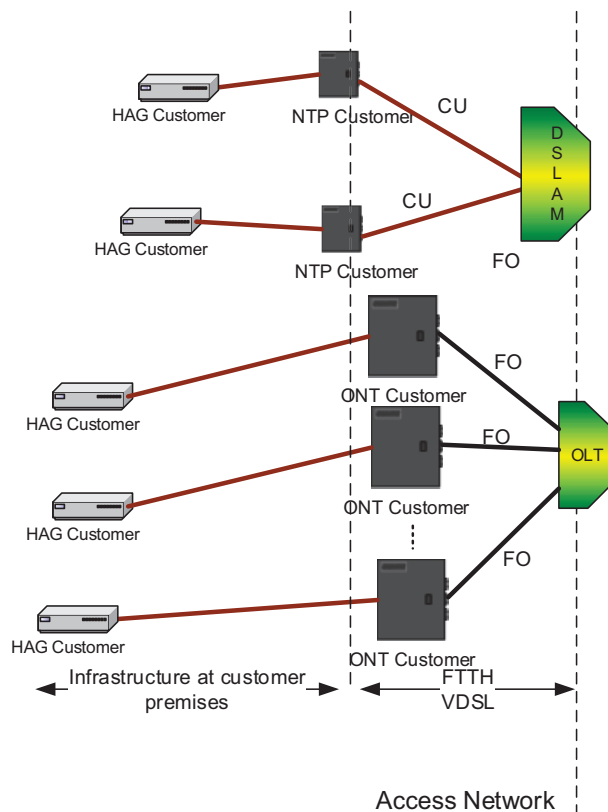 HAG Customer
NTP Customer
CU
DSLAM
HAG Customer
NTP Customer
CU
FO
HAG Customer
ONT Customer
FO
HAG Customer
ONT Customer
FO
OLT
FO
HAG Customer
ONT Customer
Infrastructure at customer
premises
FTTH
VDSL
Access Network